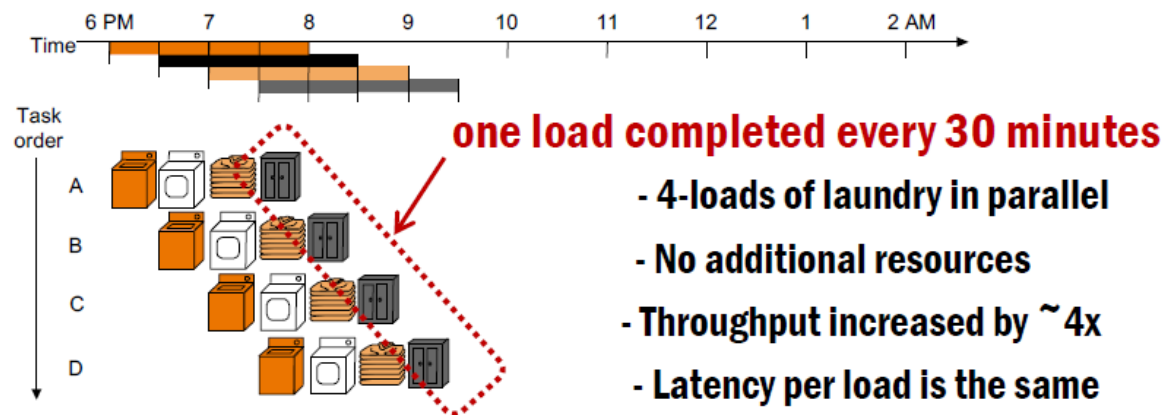 6 PM 7 8 9 10 11 12 1 2 AM
Time
Task
order
one load completed every 30 minutes
A
- 4-loads of laundry in parallel
B
- No additional resources
C
- Throughput increased by ~4x
D
- Latency per load is the same